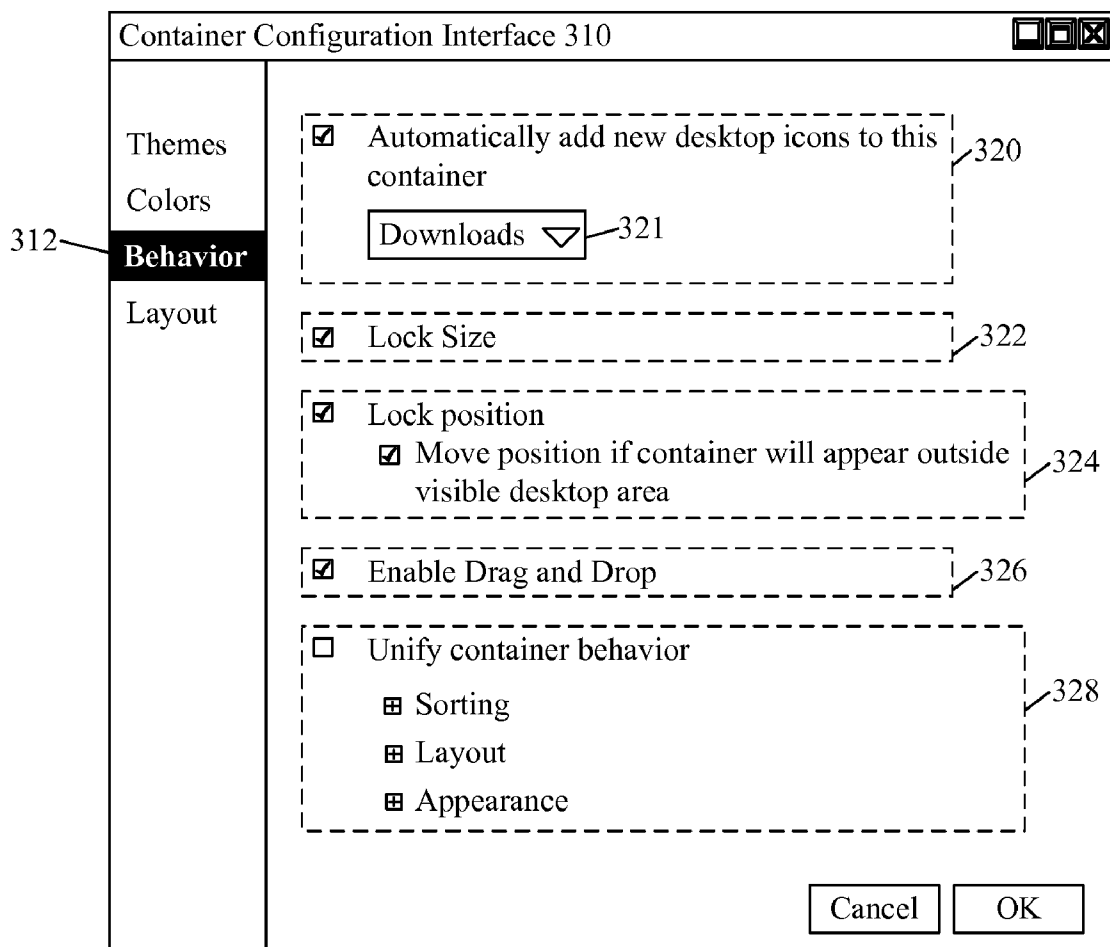 Container Configuration Interface 310
Themes
Colors
312
Behavior
Layout
Automatically add new desktop icons to this
container
320
Downloads
321
Lock Size
322
Lock position
Move position if container will appear outside
visible desktop area
324
Enable Drag and Drop
326
Unify container behavior
Sorting
Layout
Appearance
328
Cancel
OK